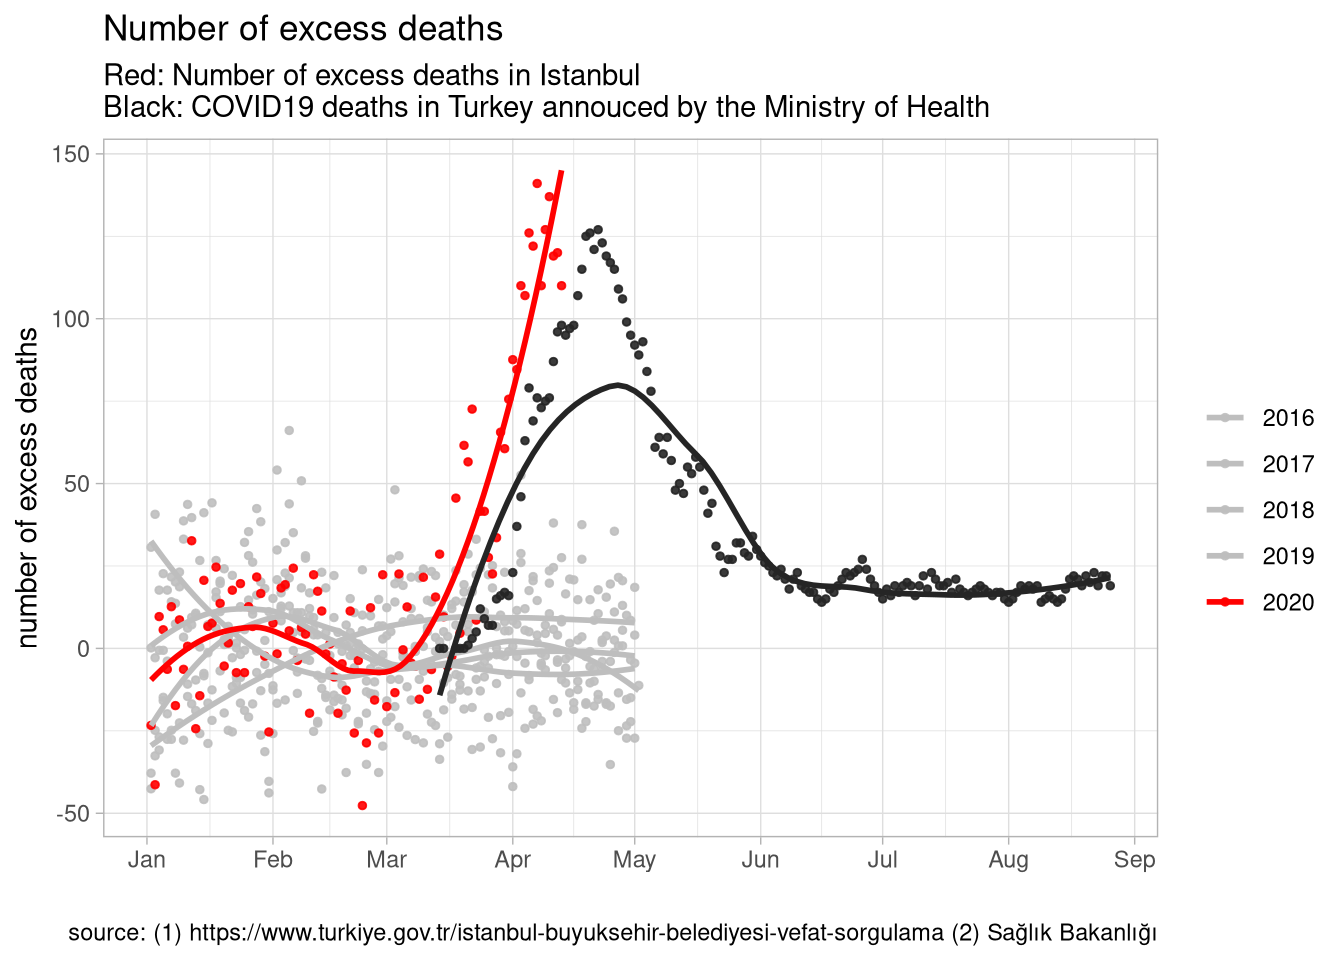 Number of excess deaths
Red: Number of excess deaths in Istanbul
Black: COVID19 deaths in Turkey annouced by the Ministry of Health
number of excess deaths
150
100
50
0
-50
Jan Feb Mar Apr May Jun Jul Aug Sep
2016
2017
2018
2019
2020
source: (1) https://www.turkiye.gov.tr/istanbul-buyuksehir-belediyesi-vefat-sorgulama (2) Sağlık Bakanlığı